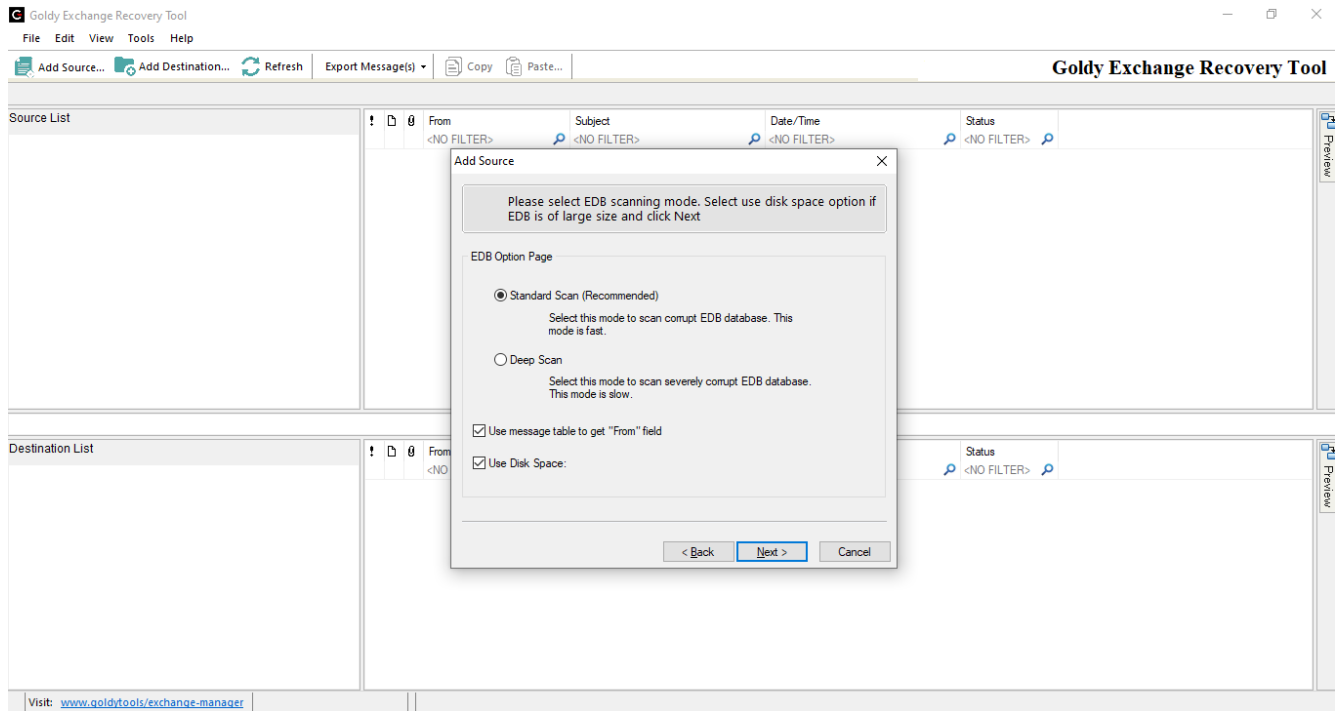 Goldy Exchange Recovery Tool
File Edit View Tools Help
Add Source... Add Destination... Refresh Export Message(s) Copy Paste... Goldy Exchange Recovery Tool
Source List
! From Subject Date/Time Status
<NO FILTER> <NO FILTER> <NO FILTER> <NO FILTER>
Preview
Add Source
Please select EDB scanning mode. Select use disk space option if
EDB is of large size and click Next
EDB Option Page
Standard Scan (Recommended)
Select this mode to scan corrupt EDB database. This
mode is fast.
Deep Scan
Select this mode to scan severely corrupt EDB database.
This mode is slow.
Use message table to get "From" field
Use Disk Space:
< Back Next > Cancel
Destination List
! From Status
<NO <NO FILTER>
Preview
Visit: www.goldytools/exchange-manager